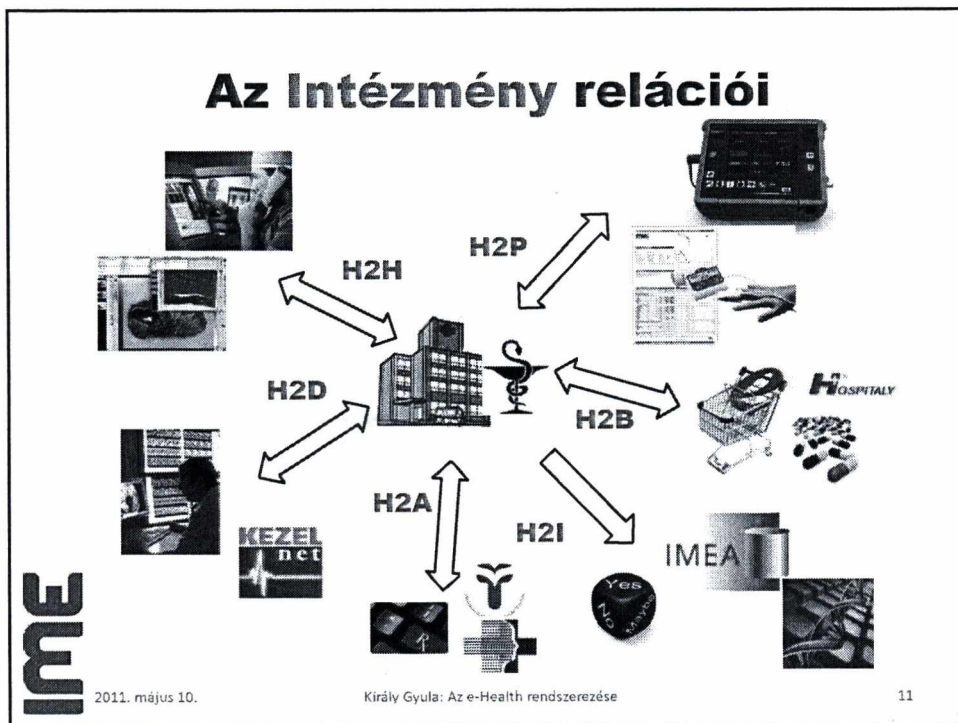 Az Intézmény relációi
H2H
H2P
H2D
H2B
HOSPITALY
H2A
H2I
KEZEL
net
IMEA
Yes
No
Maybe
IME
2011. május 10.
Király Gyula: Az e-Health rendszerezése
11